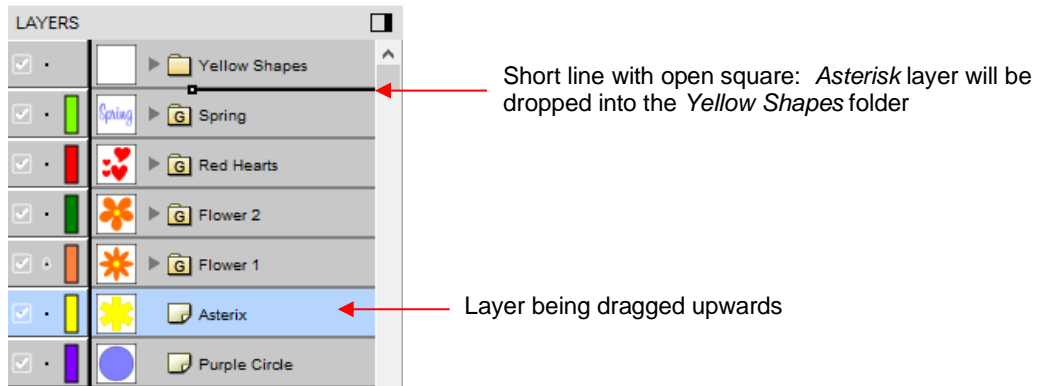 LAYERS
Yellow Shapes
Short line with open square: Asterisk layer will be
dropped into the Yellow Shapes folder
Spring G Spring
G Red Hearts
G Flower 2
G Flower 1
Asterix
Layer being dragged upwards
Purple Circle